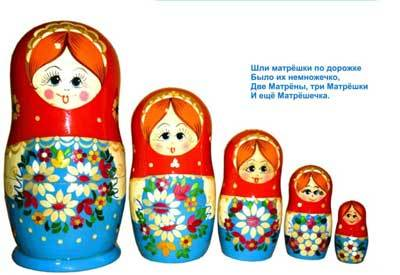 Шли матрёшки по дорожке
Было их немножечко,
Две Матрёны, три Матрёшки
И ещё Матрёшечка.